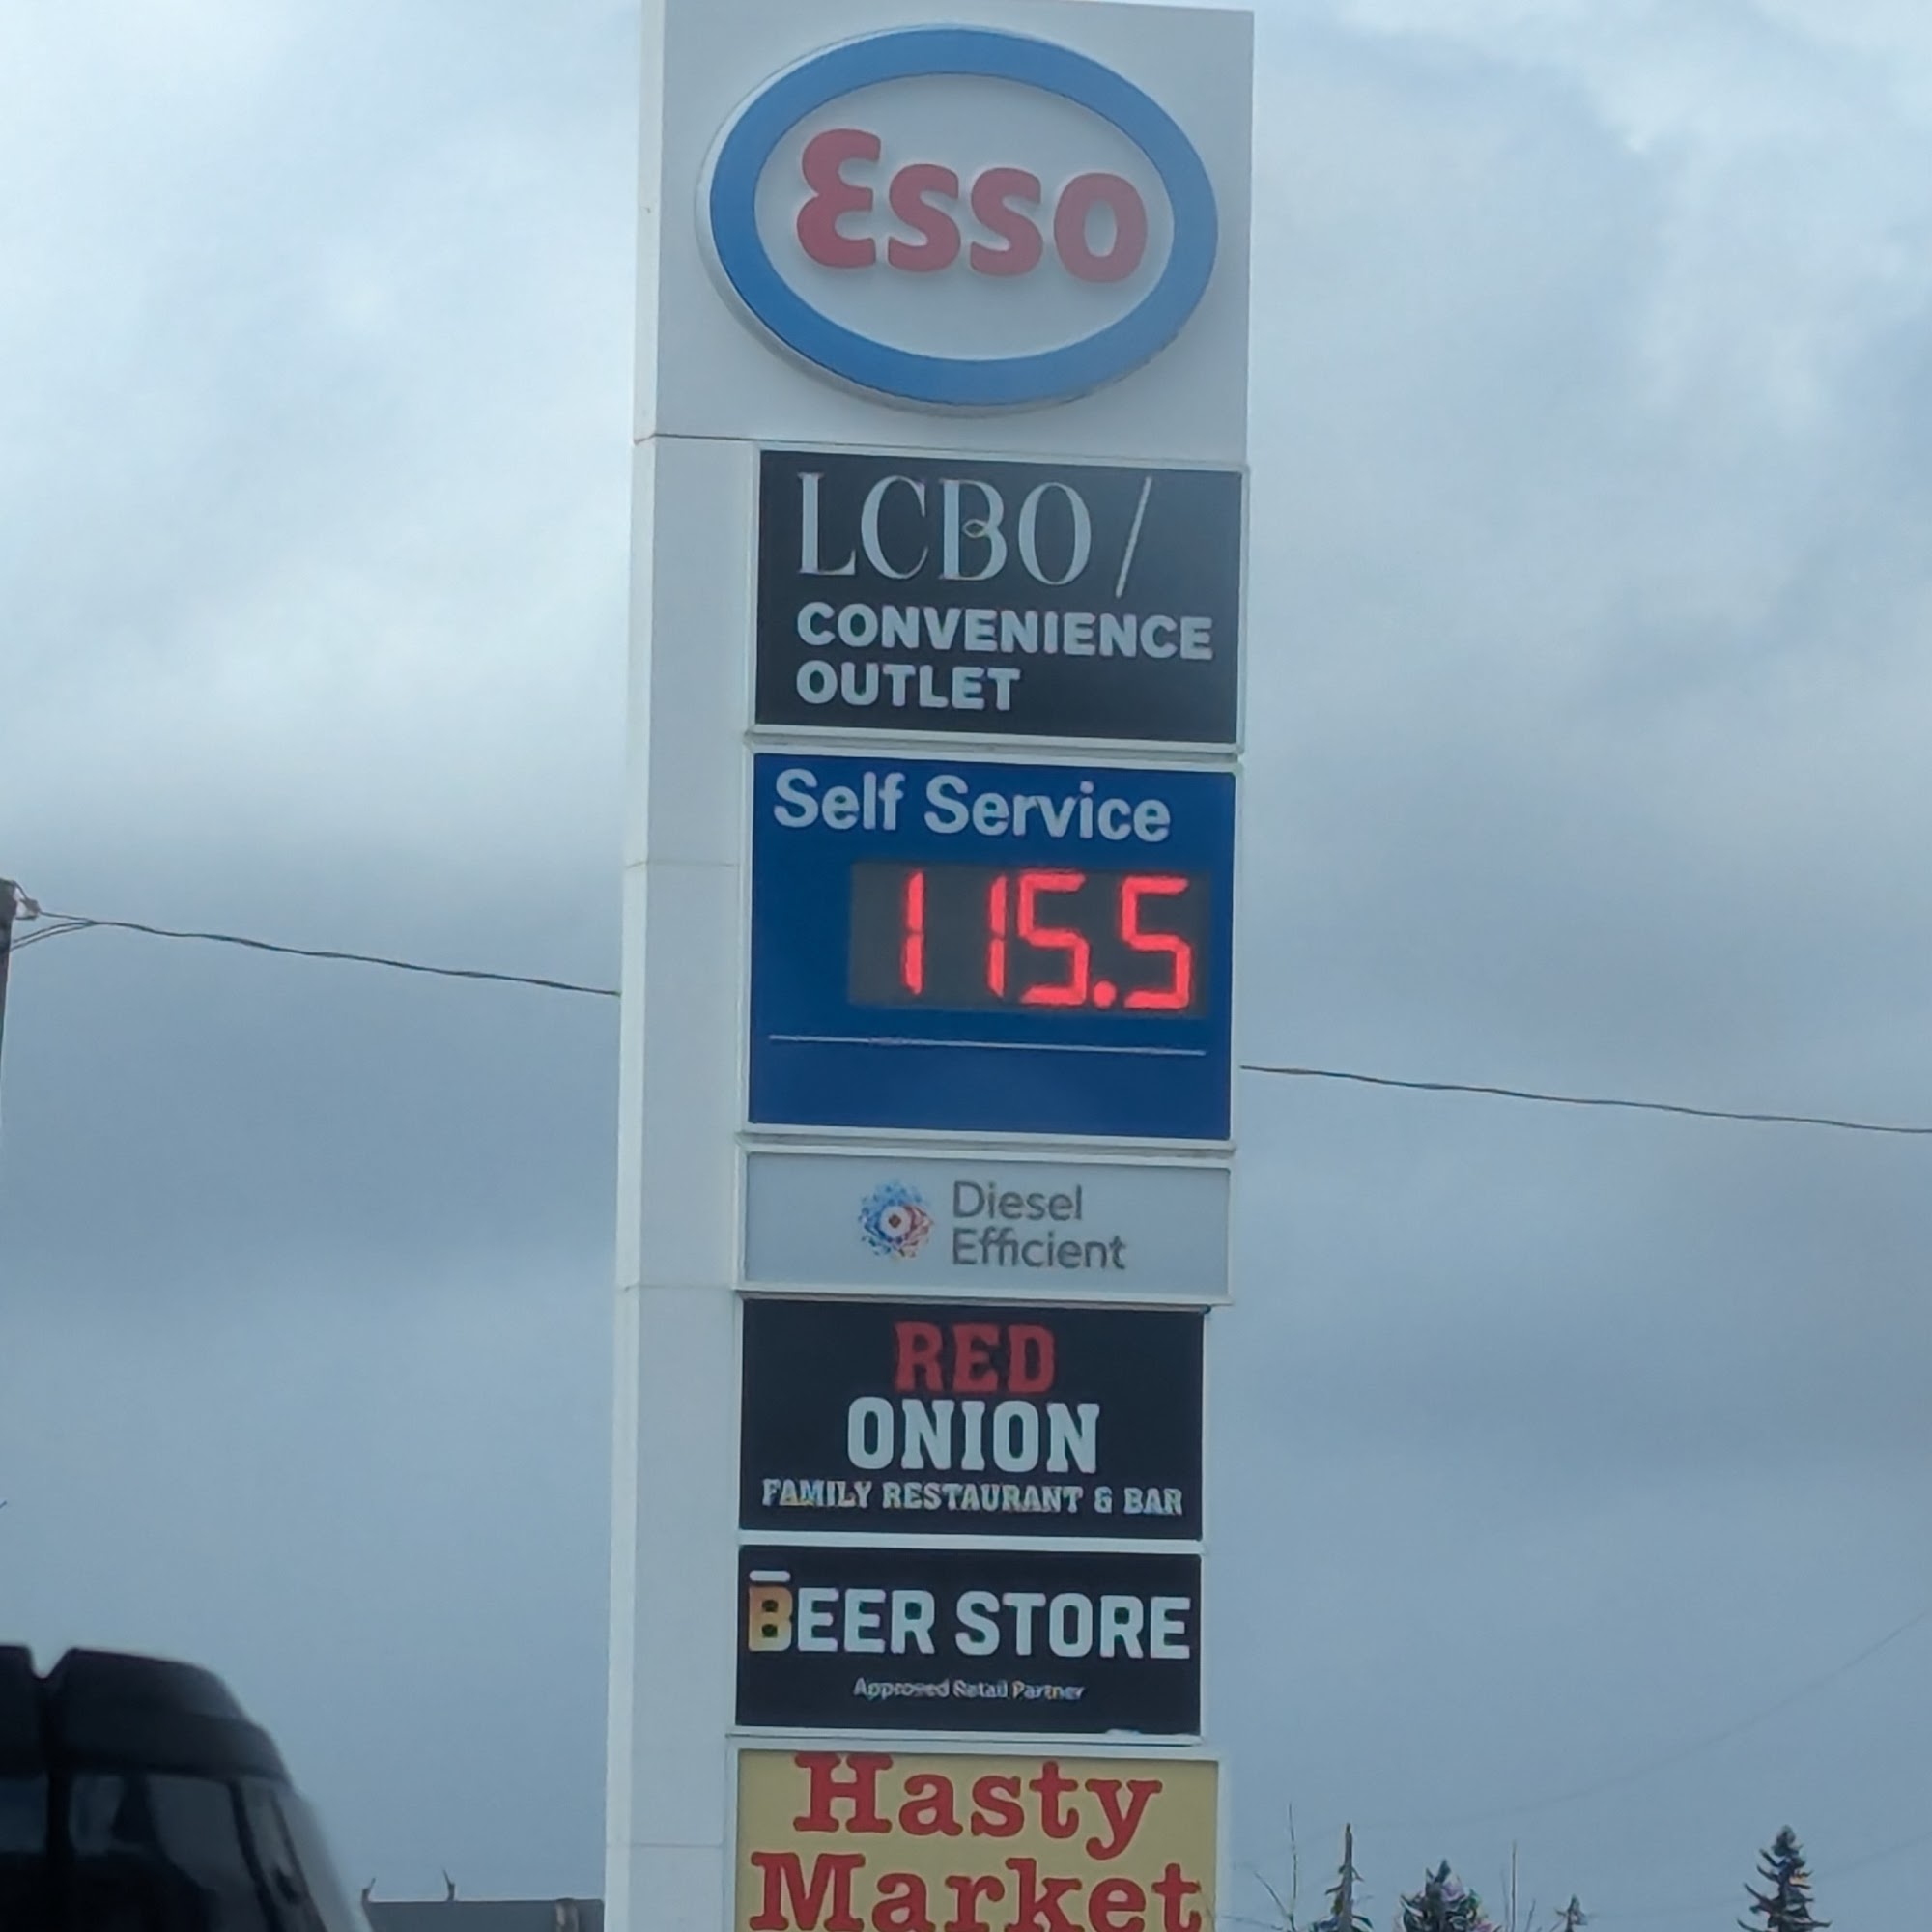 Esso
LCBO/
CONVENIENCE
OUTLET
Self Service
115.5
Diesel
Efficient
RED
ONION
FAMILY RESTAURANT & BAR
BEER STORE
Approved Retail Partner
Hasty
Market